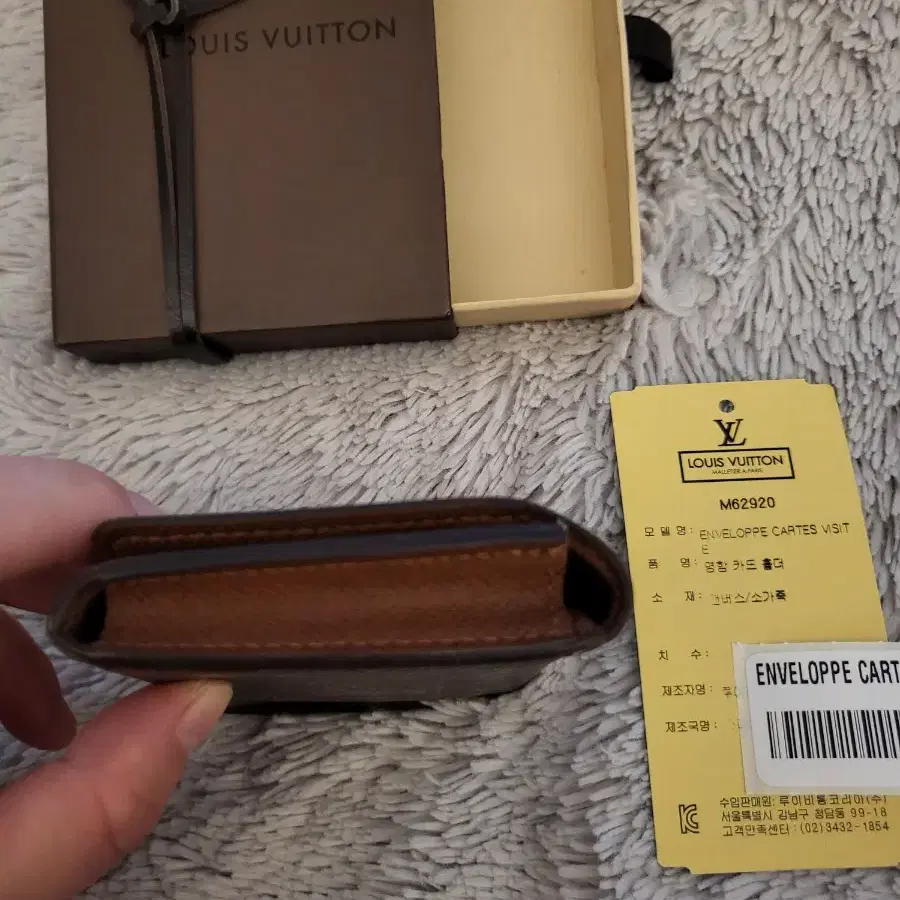 LOUIS VUITTON
LV
LOUIS VUITTON
MALLETIER A PARIS
M62920
모델명: ENVELOPPE CARTES VISIT
E
품 명: 명함 카드 홀더
소 재: 캔버스/소가죽
치 수:
제조자명:
제조국명:
ENVELOPPE CART
수입판매원: 루이비통코리아(주)
서울특별시 강남구 청담동 99-18
고객만족센터: (02)3432-1854